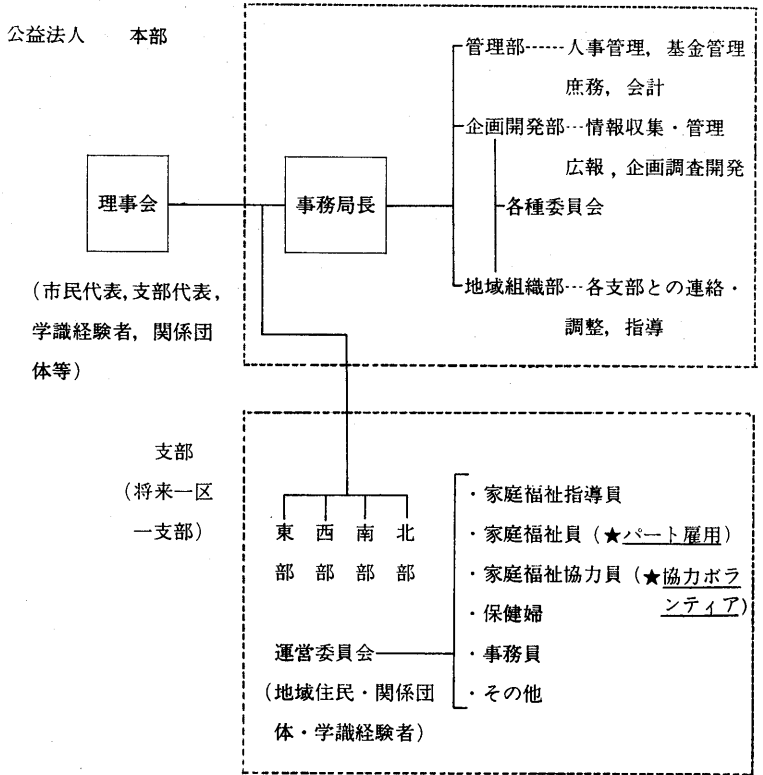 公益法人 本部
管理部……人事管理, 基金管理
庶務, 会計
企画開発部…情報収集・管理
広報, 企画調査開発
理事会
事務局長
各種委員会
地域組織部…各支部との連絡・
調整, 指導
(市民代表, 支部代表,
学識経験者, 関係団
体等)
支部
(将来一区
一支部)
東部
西部
南部
北部
運営委員会
(地域住民・関係団
体・学識経験者)
・家庭福祉指導員
・家庭福祉員 (★パート雇用)
・家庭福祉協力員 (★協力ボラ
ンティア)
・保健婦
・事務員
・その他